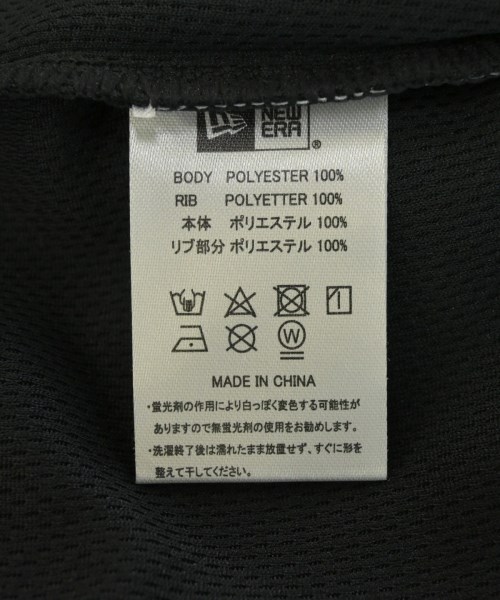 NEW
ERA
®
BODY POLYESTER 100%
RIB POLYETTER 100%
本体 ポリエステル 100%
リブ部分 ポリエステル 100%
W
MADE IN CHINA
・蛍光剤の作用により白っぽく変色する可能性が
ありますので無蛍光剤の使用をお勧めします。
・洗濯終了後は濡れたまま放置せず、すぐに形を
整えて干してください。